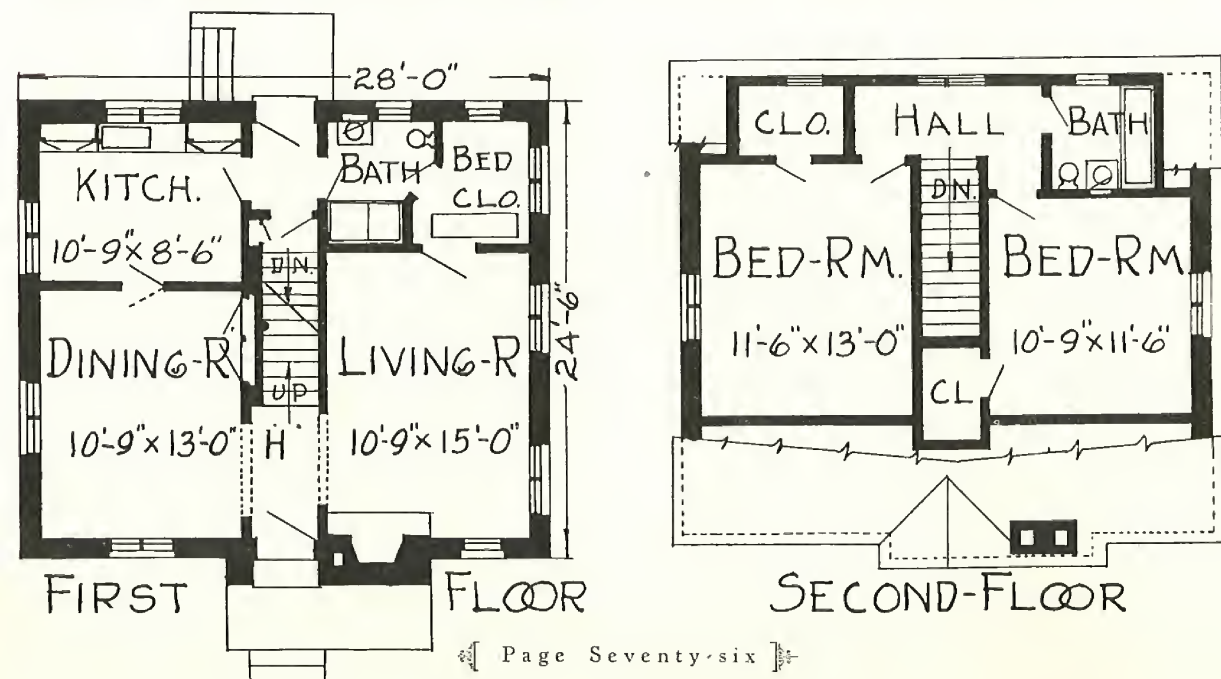 28'-0"
KITCH.
10'-9" x 8'-6"
BATH
BED
CLO.
DN.
DINING-R
10'-9" x 13'-0"
UP
H
LIVING-R
10'-9" x 15'-0"
24'-6"
FIRST FLOOR
CLO.
HALL
BATH
DN.
BED-RM.
11'-6" x 13'-0"
BED-RM
10'-9" x 11'-6"
CL
SECOND-FLOOR
Page Seventy-six